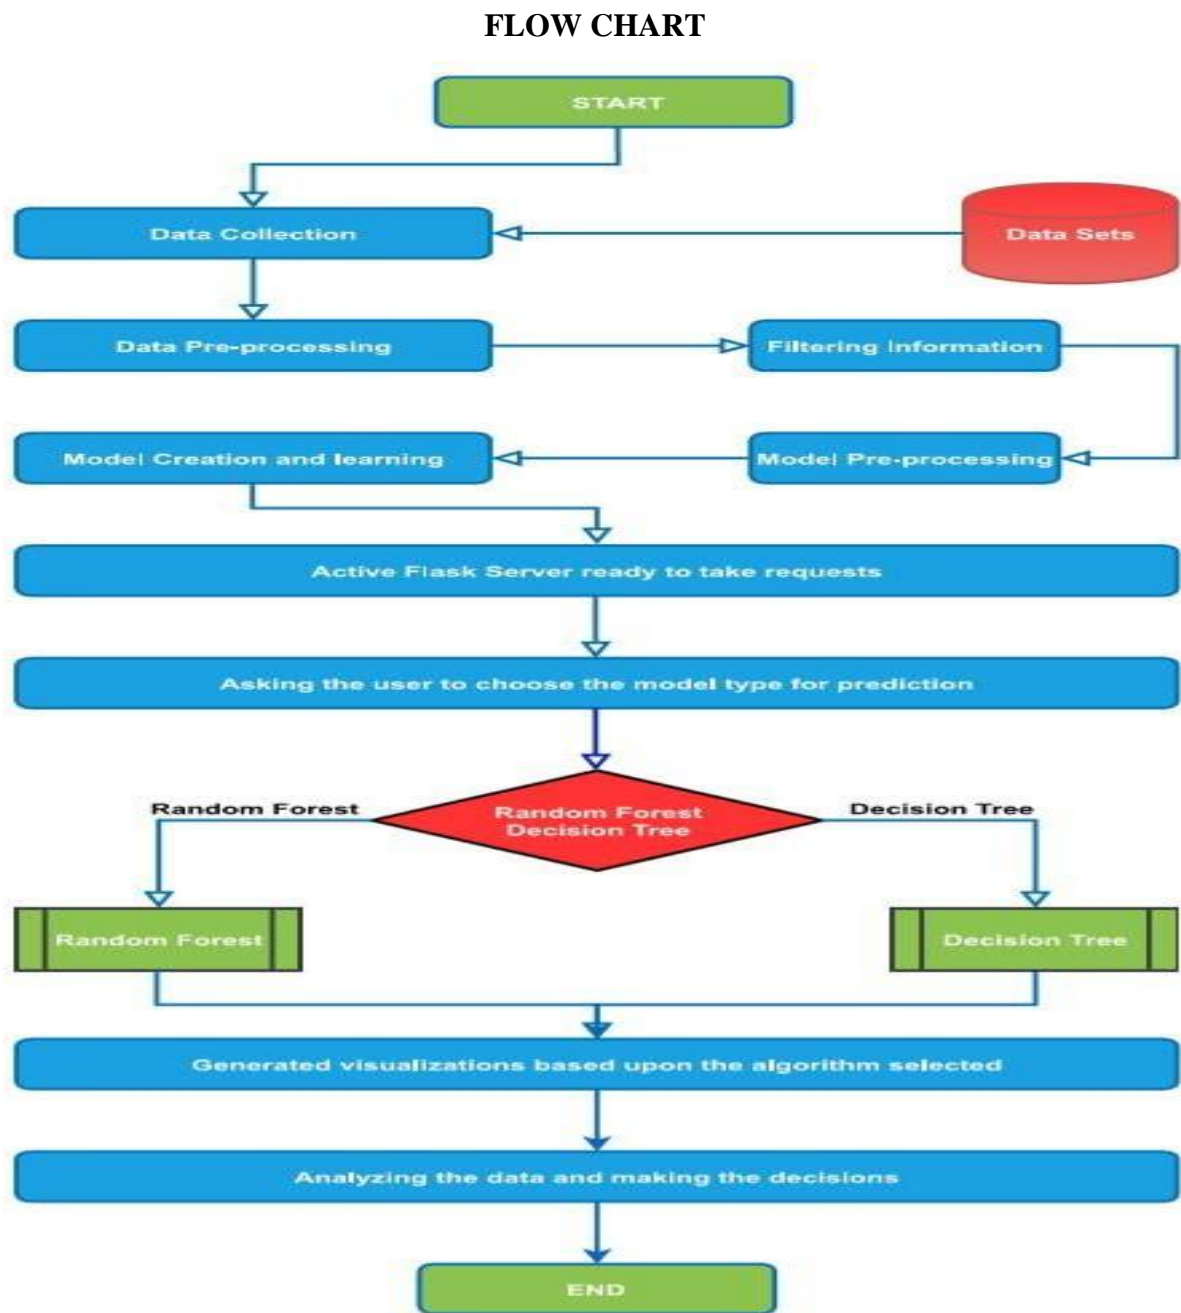 FLOW CHART
START
Data Collection
Data Sets
Data Pre-processing
Filtering Information
Model Creation and learning
Model Pre-processing
Active Flask Server ready to take requests
Asking the user to choose the model type for prediction
Random Forest
Random Forest
Decision Tree
Decision Tree
Random Forest
Decision Tree
Generated visualizations based upon the algorithm selected
Analyzing the data and making the decisions
END